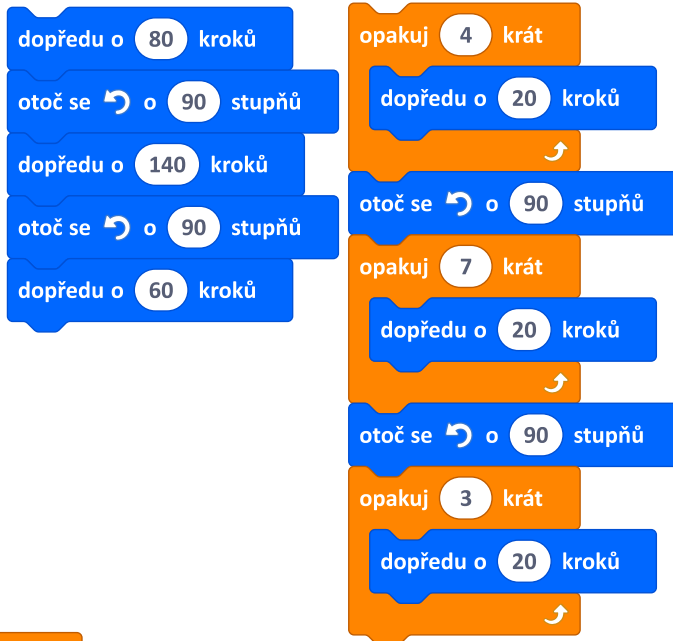 dopředu o 80 kroků
otoč se o 90 stupňů
dopředu o 140 kroků
otoč se o 90 stupňů
dopředu o 60 kroků
opakuj 4 krát
dopředu o 20 kroků
otoč se o 90 stupňů
opakuj 7 krát
dopředu o 20 kroků
otoč se o 90 stupňů
opakuj 3 krát
dopředu o 20 kroků